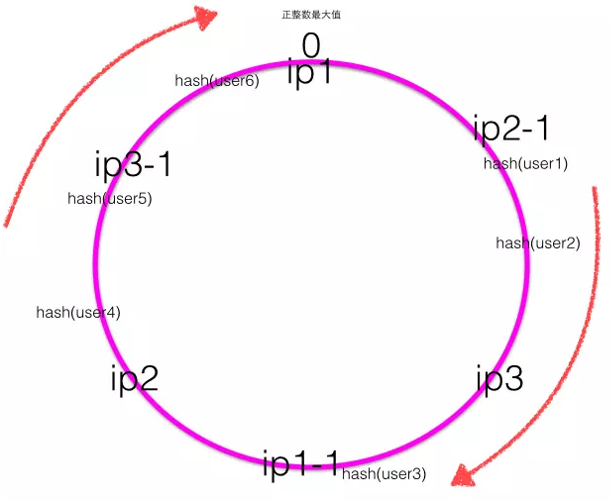 正整数最大值
0
ip1
hash(user6)
ip2-1
hash(user1)
ip3-1
hash(user5)
hash(user2)
hash(user4)
ip2
ip3
ip1-1
hash(user3)